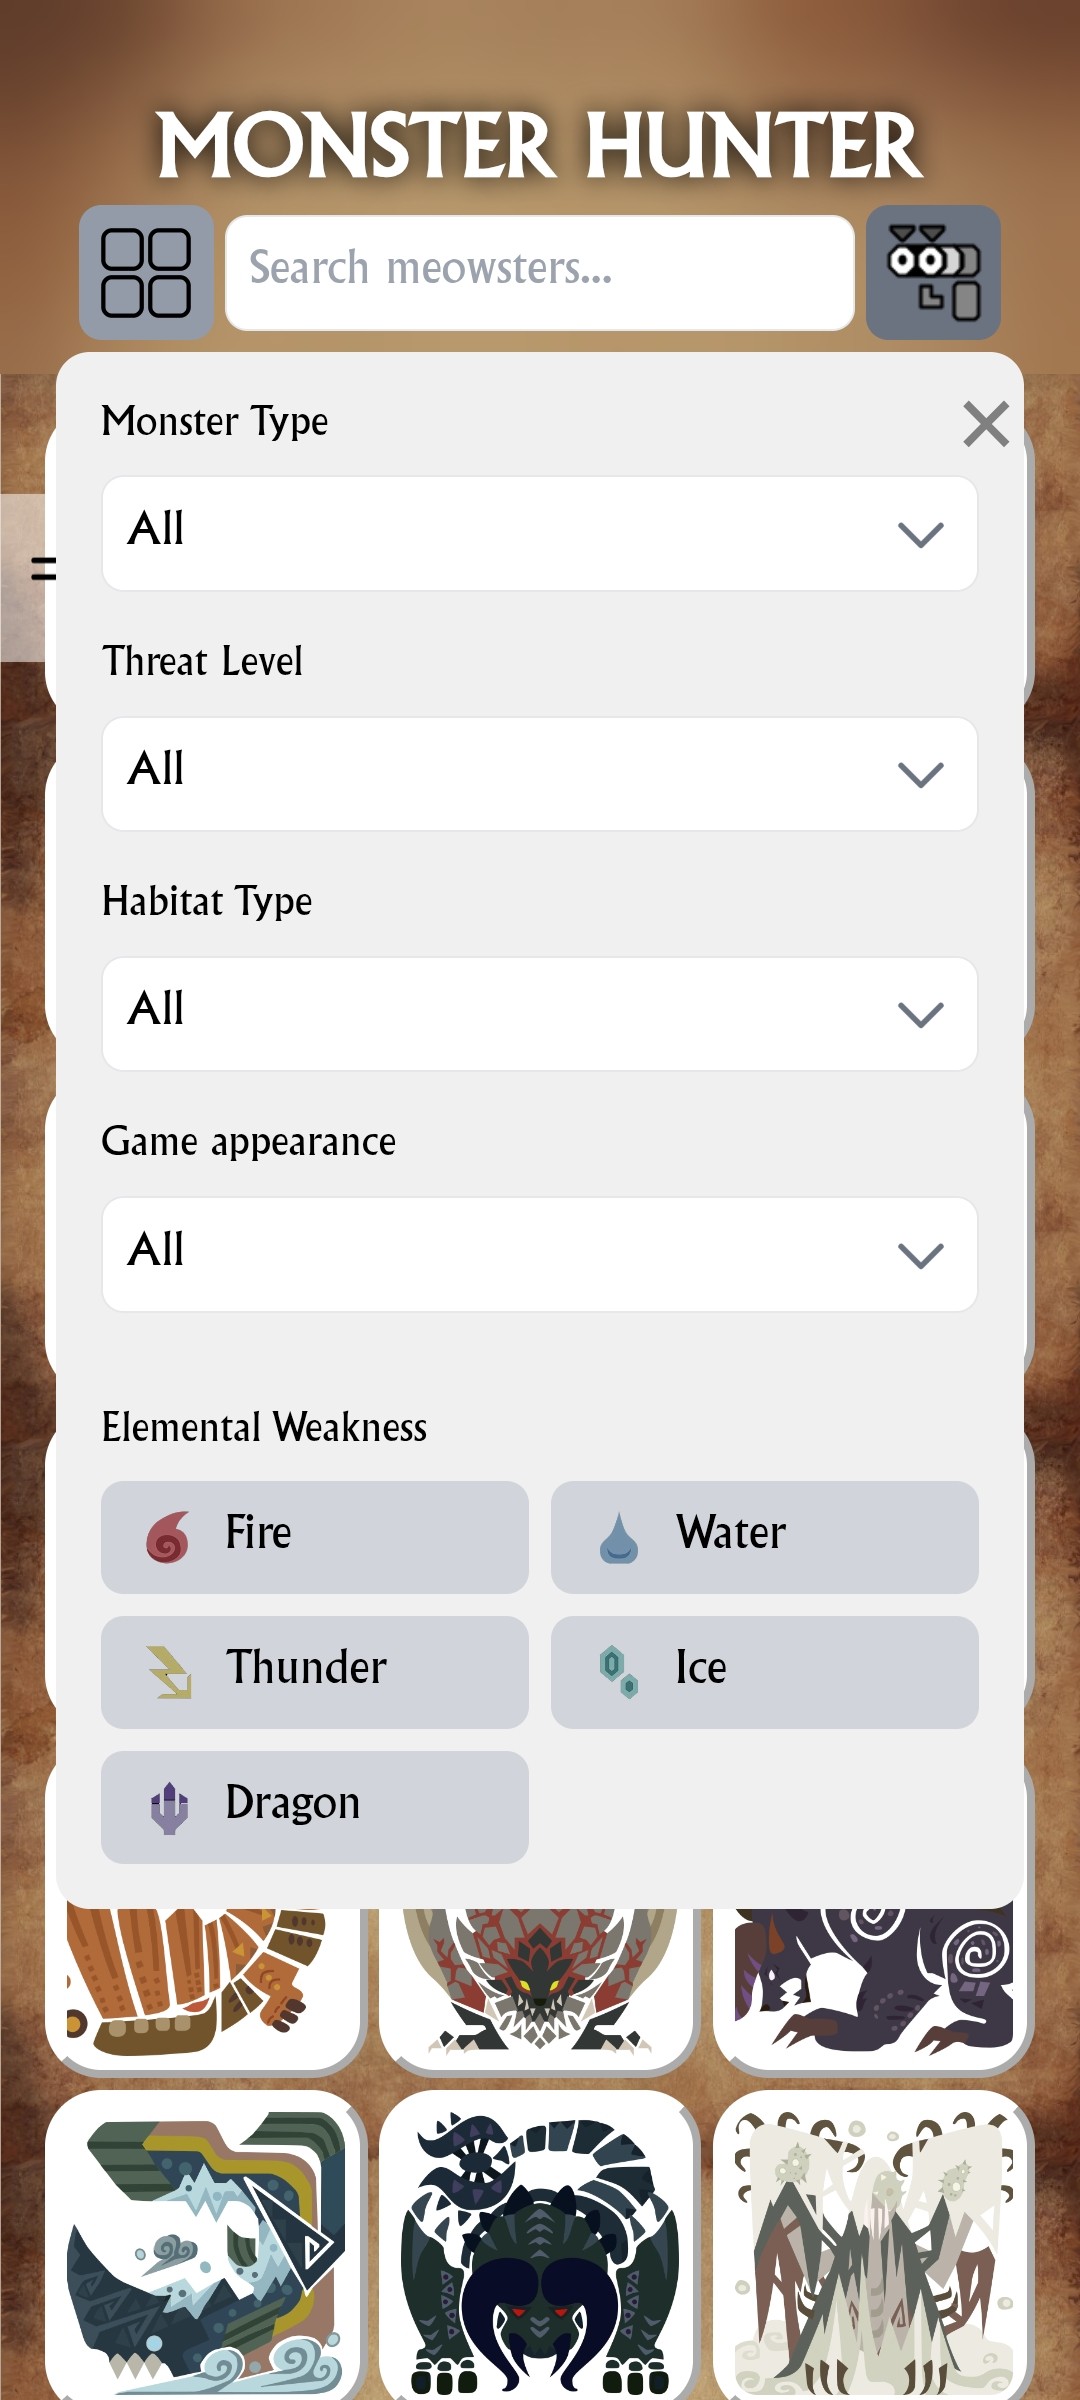 MONSTER HUNTER
Search meowsters...
Monster Type
All
Threat Level
All
Habitat Type
All
Game appearance
All
Elemental Weakness
Fire
Water
Thunder
Ice
Dragon